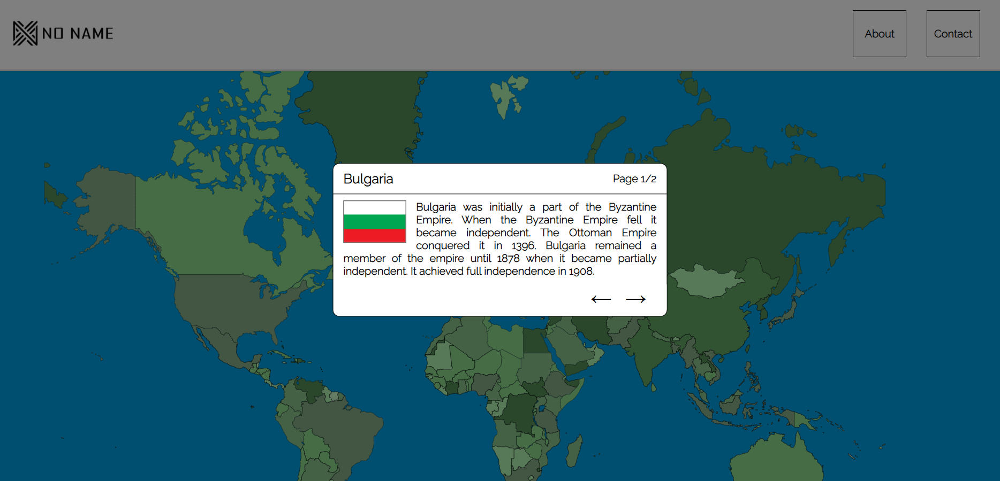 NO NAME
About
Contact
Bulgaria
Page 1/2
Bulgaria was initially a part of the Byzantine
Empire. When the Byzantine Empire fell it
became independent. The Ottoman Empire
conquered it in 1396. Bulgaria remained a
member of the empire until 1878 when it became partially
independent. It achieved full independence in 1908.